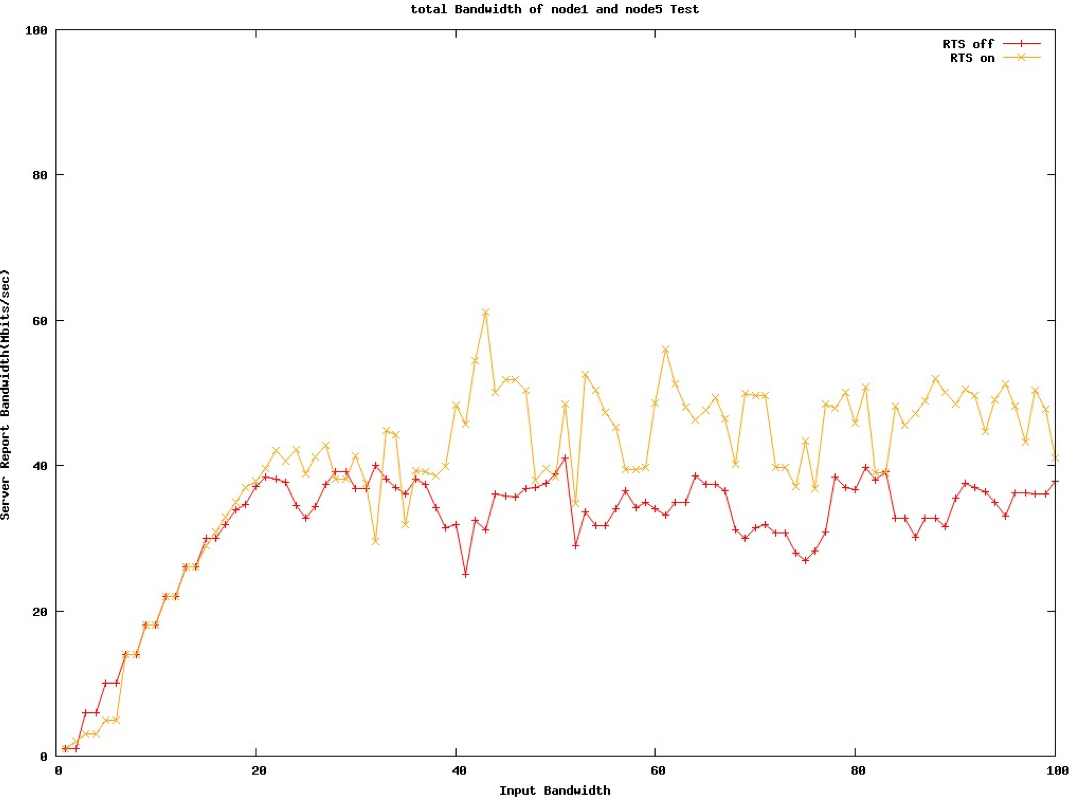 total Bandwidth of node1 and node5 Test
RTS off
RTS on
100
80
60
40
20
0
Server Report Bandwidth(Mbits/sec)
0 20 40 60 80 100
Input Bandwidth